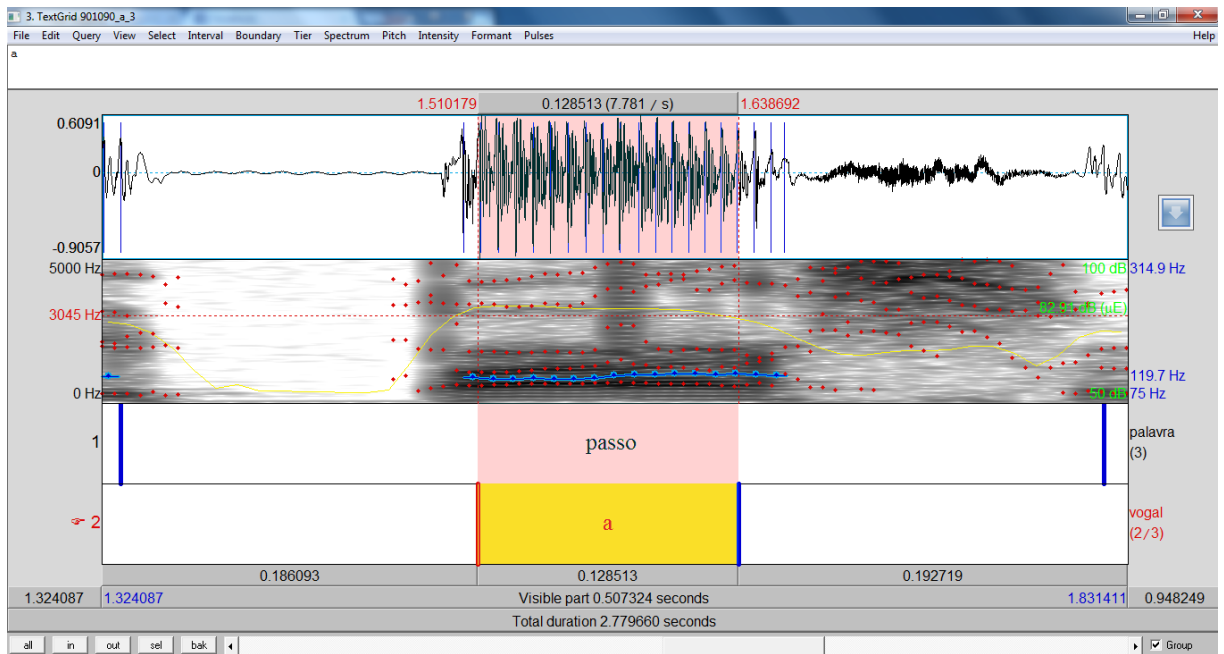 3. TextGrid 901090_a_3
File Edit Query View Select Interval Boundary Tier Spectrum Pitch Intensity Formant Pulses Help
a
1.510179 0.128513 (7.781 / s) 1.638692
0.6091
0
-0.9057
5000 Hz 100 dB 314.9 Hz
3045 Hz 82.91 dB (µE)
119.7 Hz
0 Hz 50 dB 75 Hz
1 passo palavra
(3)
2 a vogal
(2/3)
0.186093 0.128513 0.192719
1.324087 1.324087 Visible part 0.507324 seconds 1.831411 0.948249
Total duration 2.779660 seconds
all in out sel bak Group